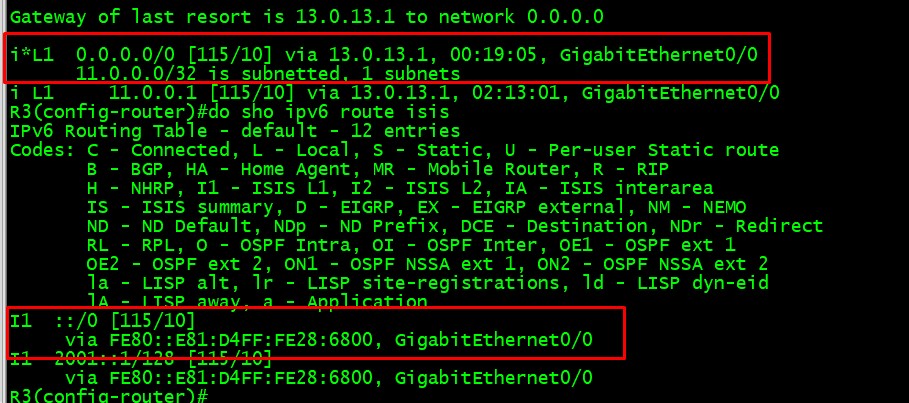 Gateway of last resort is 13.0.13.1 to network 0.0.0.0
i*L1  0.0.0.0/0 [115/10] via 13.0.13.1, 00:19:05, GigabitEthernet0/0
      11.0.0.0/32 is subnetted, 1 subnets
i L1     11.0.0.1 [115/10] via 13.0.13.1, 02:13:01, GigabitEthernet0/0
R3(config-router)#do sho ipv6 route isis
IPv6 Routing Table - default - 12 entries
Codes: C - Connected, L - Local, S - Static, U - Per-user Static route
       B - BGP, HA - Home Agent, MR - Mobile Router, R - RIP
       H - NHRP, I1 - ISIS L1, I2 - ISIS L2, IA - ISIS interarea
       IS - ISIS summary, D - EIGRP, EX - EIGRP external, NM - NEMO
       ND - ND Default, NDp - ND Prefix, DCE - Destination, NDr - Redirect
       RL - RPL, O - OSPF Intra, OI - OSPF Inter, OE1 - OSPF ext 1
       OE2 - OSPF ext 2, ON1 - OSPF NSSA ext 1, ON2 - OSPF NSSA ext 2
       la - LISP alt, lr - LISP site-registrations, ld - LISP dyn-eid
       lA - LISP away, a - Application
I1  ::/0 [115/10]
     via FE80::E81:D4FF:FE28:6800, GigabitEthernet0/0
I1  2001::1/128 [115/10]
     via FE80::E81:D4FF:FE28:6800, GigabitEthernet0/0
R3(config-router)#